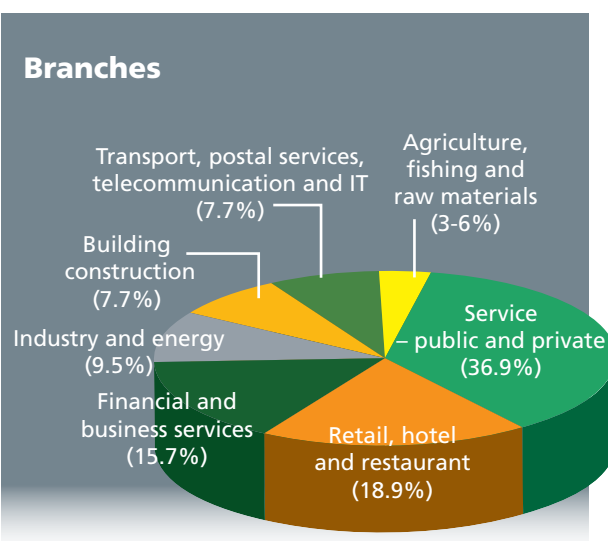 Branches
Transport, postal services,
telecommunication and IT
(7.7%)
Agriculture,
fishing and
raw materials
(3-6%)
Building
construction
(7.7%)
Service
– public and private
(36.9%)
Industry and energy
(9.5%)
Financial and
business services
(15.7%)
Retail, hotel
and restaurant
(18.9%)